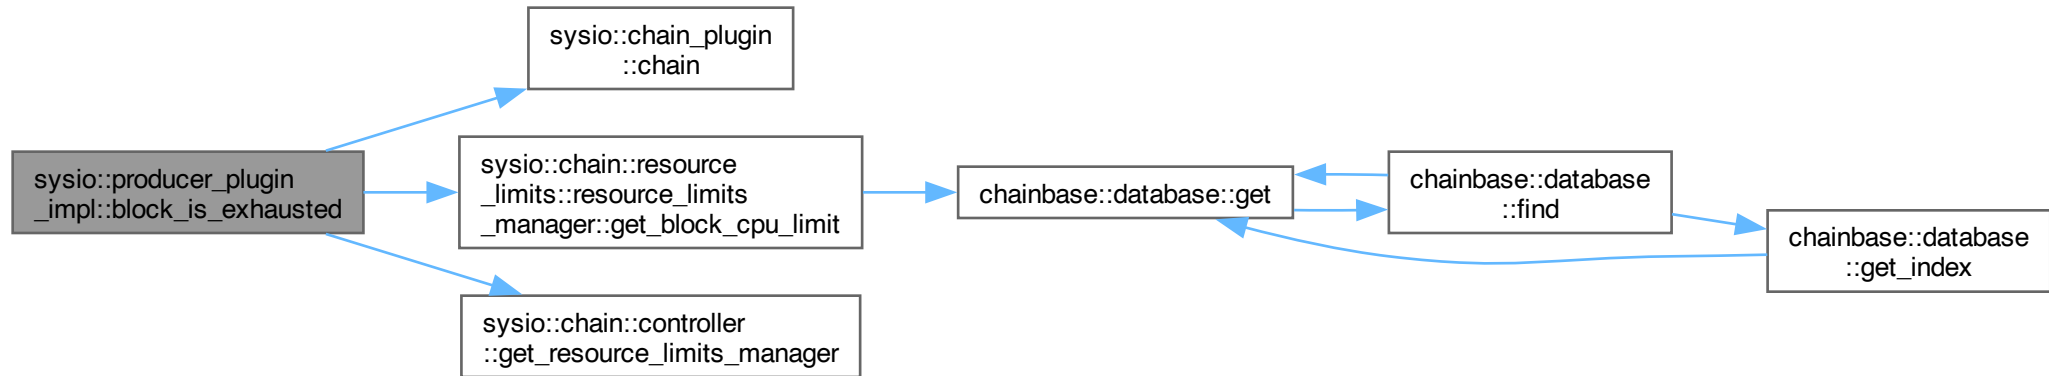 sysio::chain_plugin
::chain
sysio::producer_plugin
_impl::block_is_exhausted
sysio::chain::resource
_limits::resource_limits
_manager::get_block_cpu_limit
sysio::chain::controller
::get_resource_limits_manager
chainbase::database::get
chainbase::database
::find
chainbase::database
::get_index